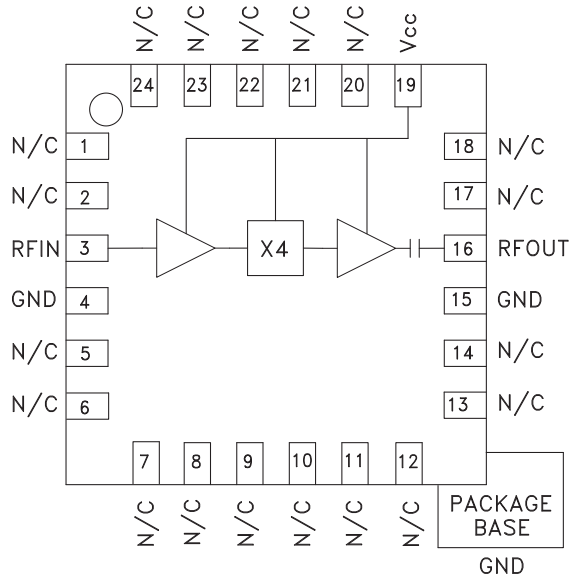 N/C N/C N/C N/C N/C Vcc
24 23 22 21 20 19
N/C 1 18 N/C
N/C 2 17 N/C
RFIN 3 X4 16 RFOUT
GND 4 15 GND
N/C 5 14 N/C
N/C 6 13 N/C
7 8 9 10 11 12
N/C N/C N/C N/C N/C N/C
PACKAGE
BASE
GND